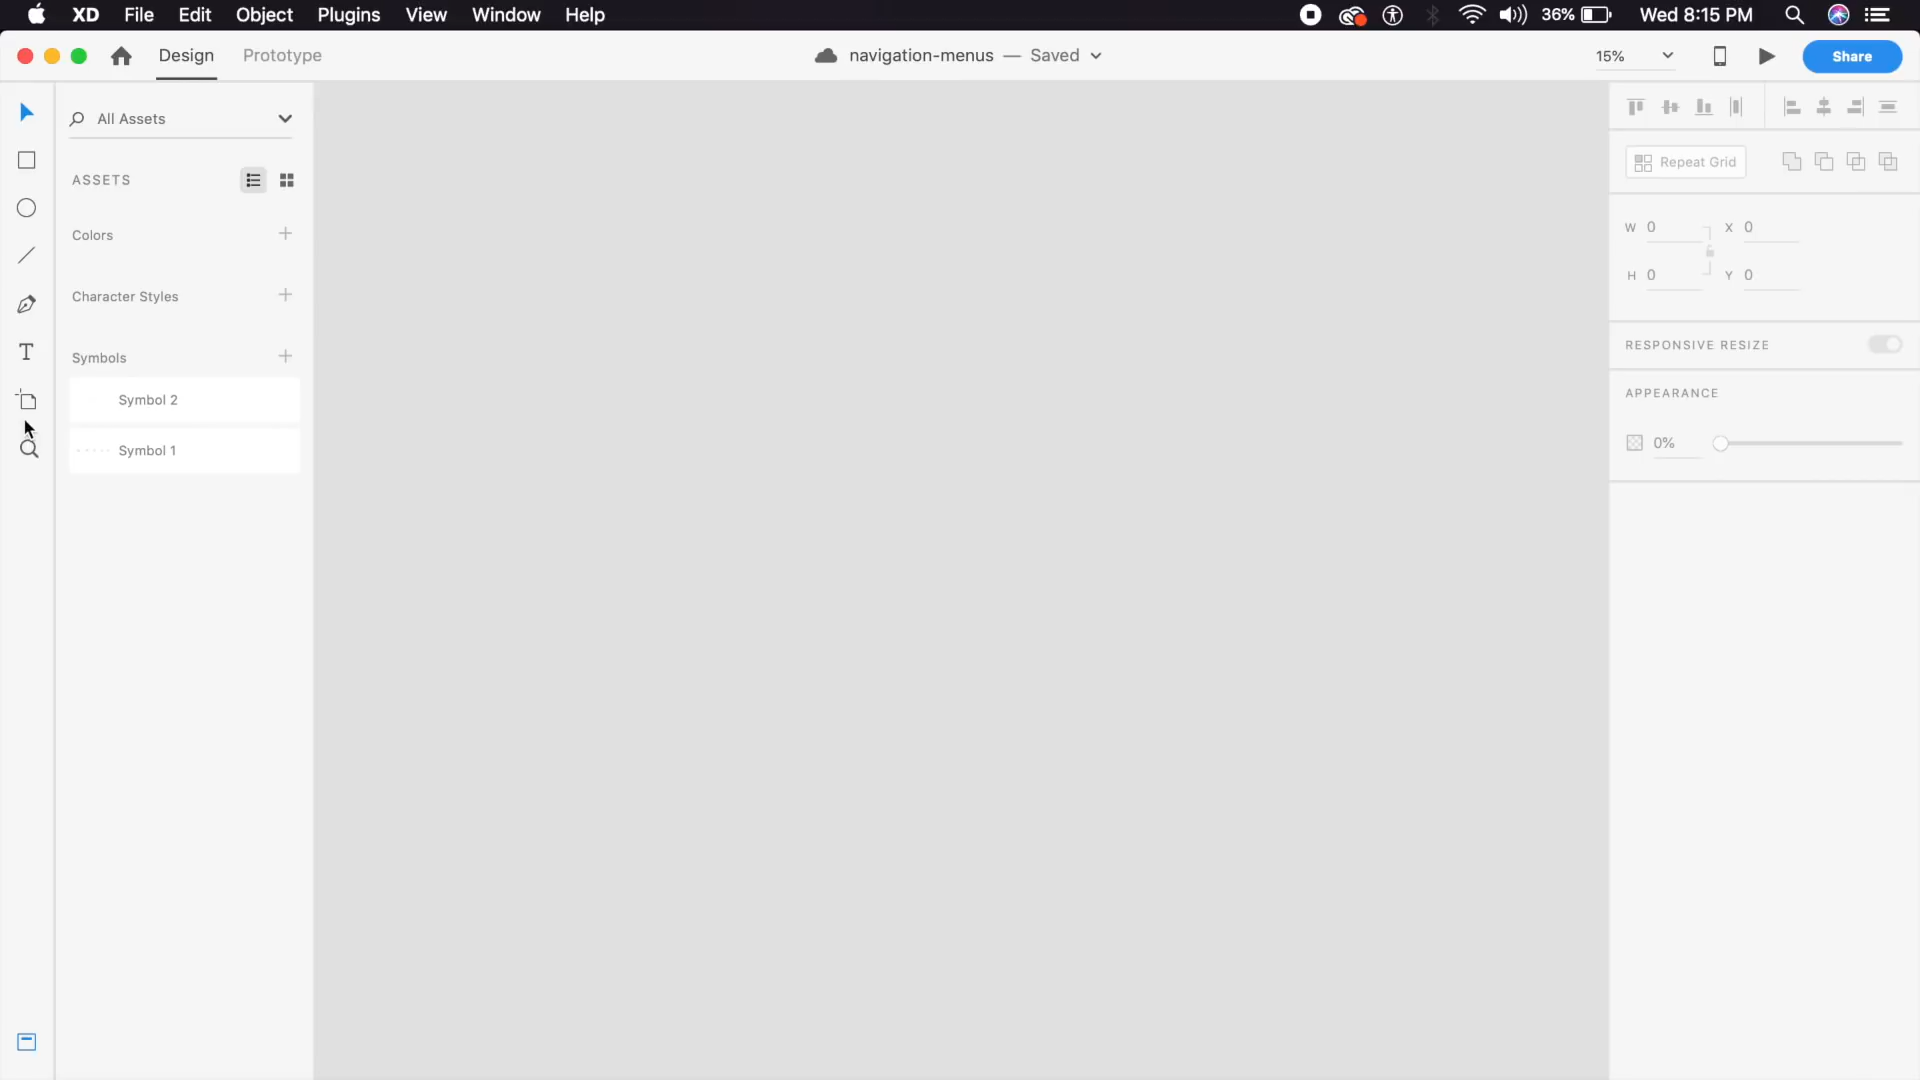 XD File Edit Object Plugins View Window Help 36% Wed 8:15 PM
Design Prototype navigation-menus — Saved 15% Share
All Assets
ASSETS
Colors
Character Styles
Symbols
Symbol 2
Symbol 1
Repeat Grid
W 0 X 0
H 0 Y 0
RESPONSIVE RESIZE
APPEARANCE
0%